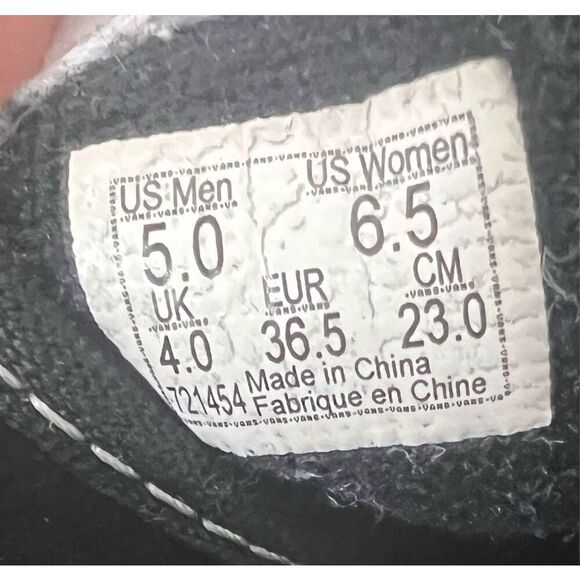 US Men US Women
5.0 6.5
UK EUR CM
4.0 36.5 23.0
721454 Made in China
Fabrique en Chine